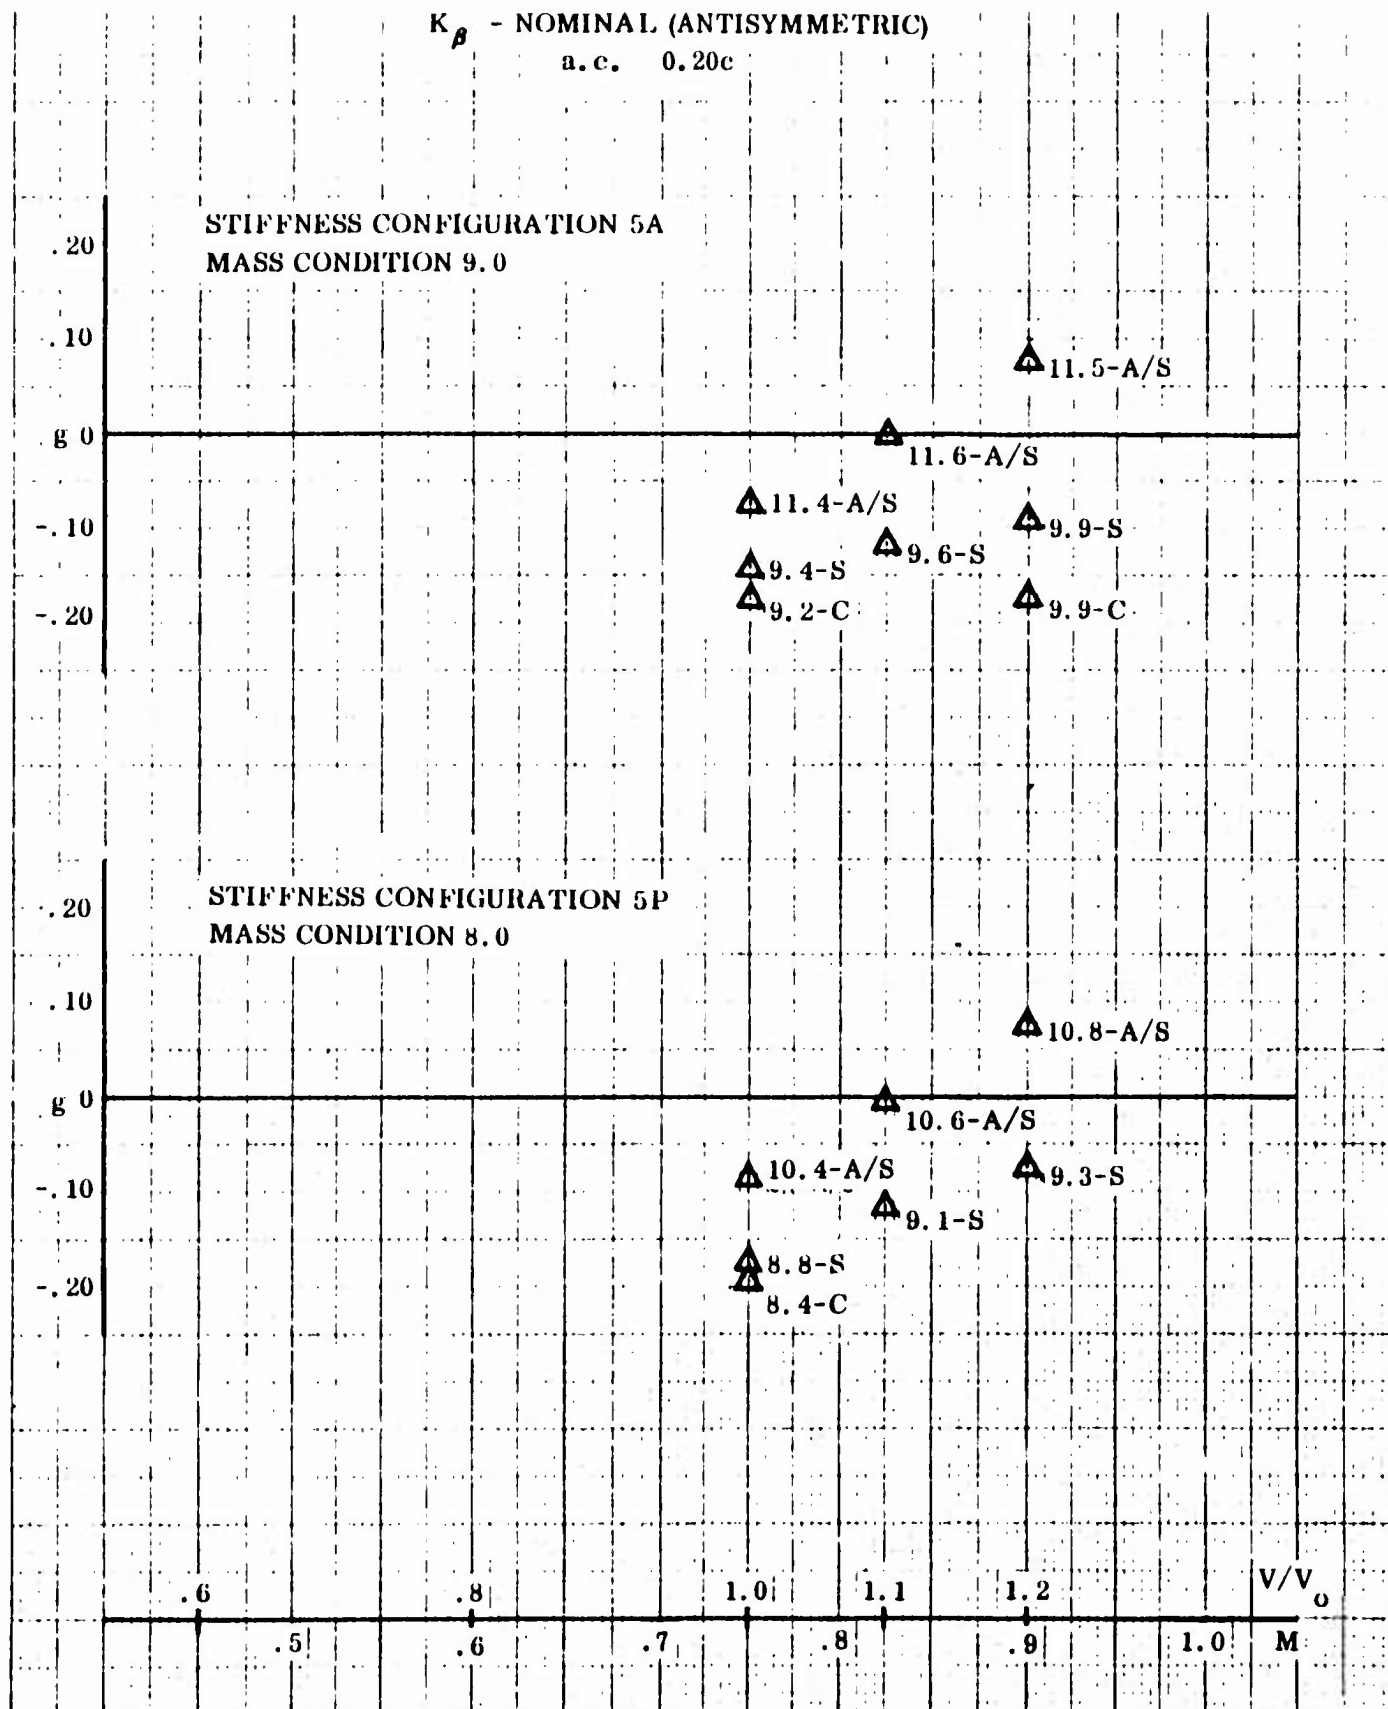 Kβ - NOMINAL (ANTISYMMETRIC)
a.c. 0.20c
STIFFNESS CONFIGURATION 5A
MASS CONDITION 9.0
.20
.10
g 0
-.10
-.20
11.5-A/S
11.6-A/S
11.4-A/S
9.9-S
9.6-S
9.4-S
9.2-C
9.9-C
STIFFNESS CONFIGURATION 5P
MASS CONDITION 8.0
.20
.10
g 0
-.10
-.20
10.8-A/S
10.6-A/S
10.4-A/S
9.3-S
9.1-S
8.8-S
8.4-C
.6 .8 1.0 1.1 1.2 V/Vo
.5 .6 .7 .8 .9 1.0 M